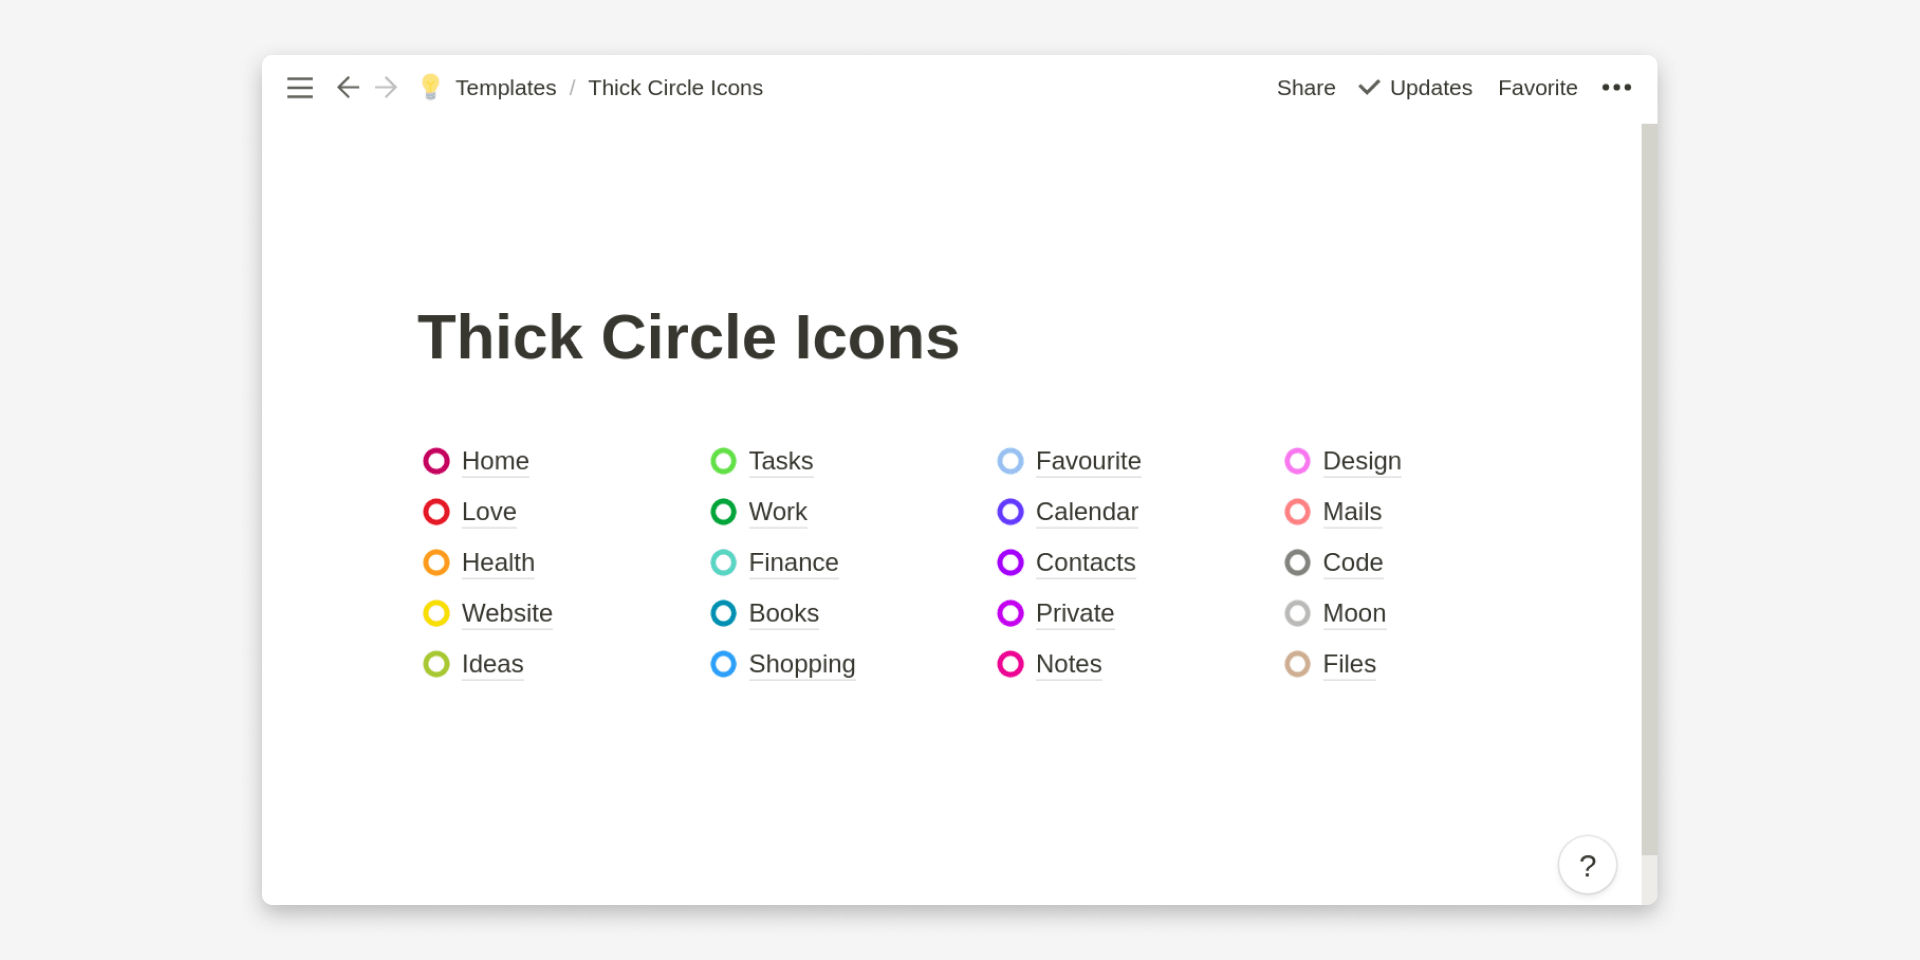 Templates / Thick Circle Icons
Share Updates Favorite
Thick Circle Icons
Home
Love
Health
Website
Ideas
Tasks
Work
Finance
Books
Shopping
Favourite
Calendar
Contacts
Private
Notes
Design
Mails
Code
Moon
Files
?